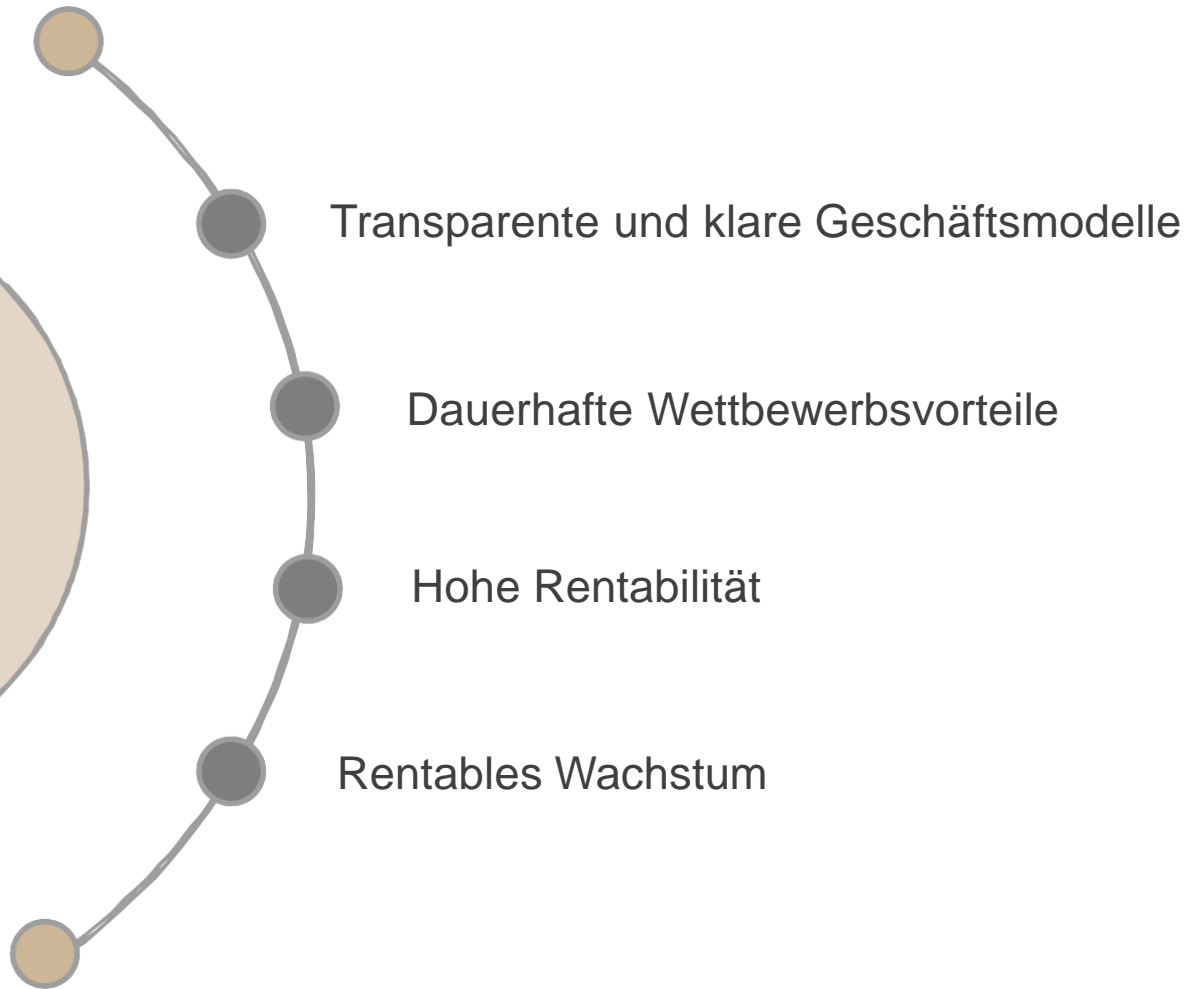 Transparente und klare Geschäftsmodelle
Dauerhafte Wettbewerbsvorteile
Hohe Rentabilität
Rentables Wachstum